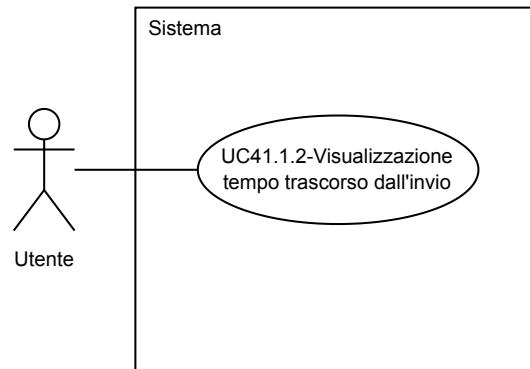 Sistema
UC41.1.2-Visualizzazione
tempo trascorso dall'invio
Utente